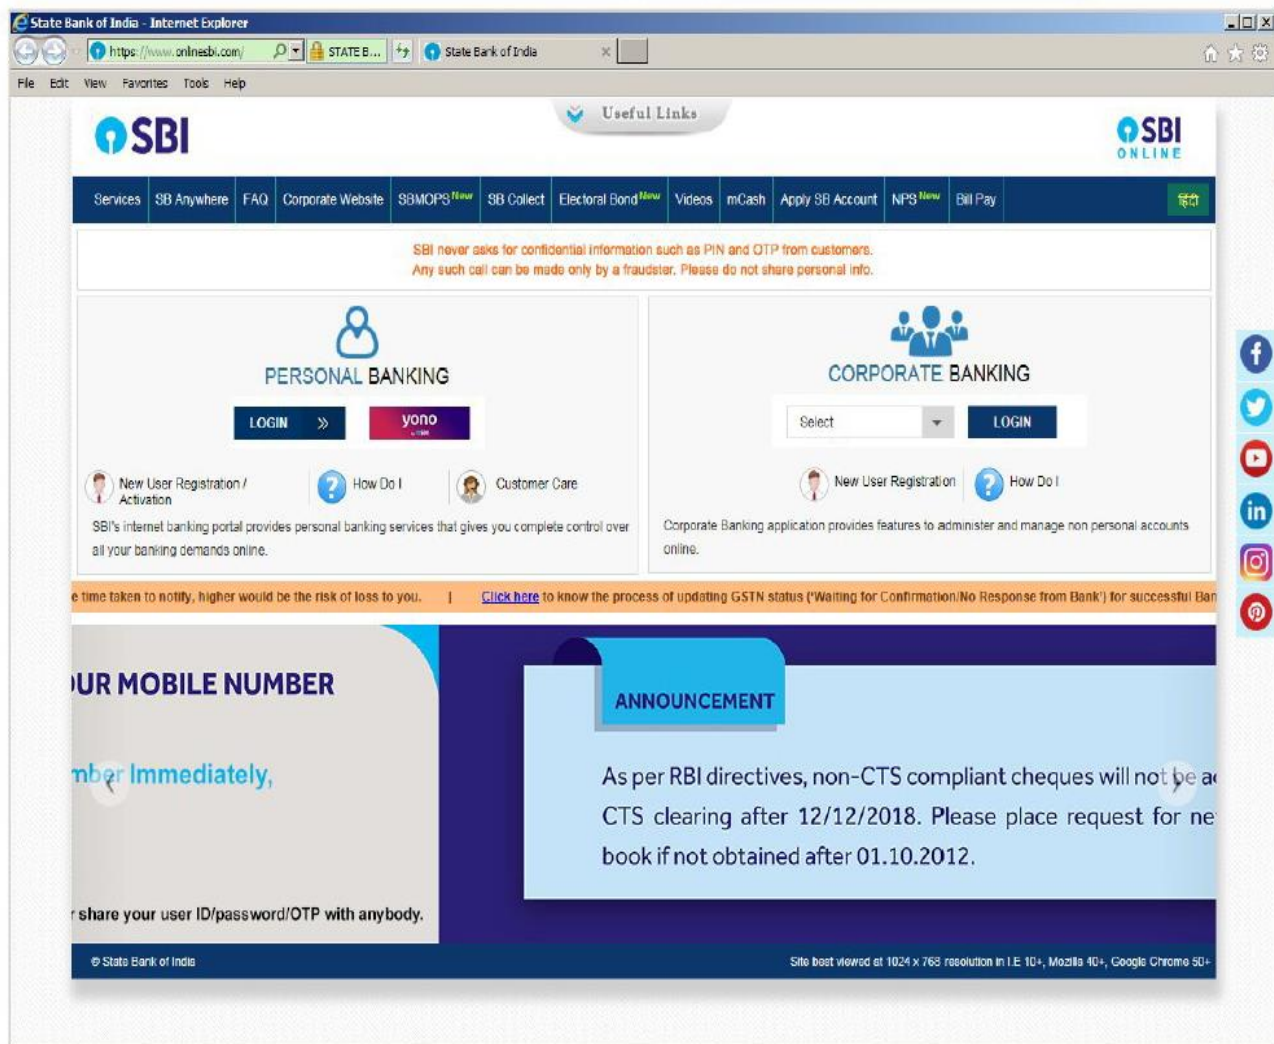 State Bank of India - Internet Explorer
https://www.onlinesbi.com/ STATE B... State Bank of India
File Edit View Favorites Tools Help
Useful Links
SBI
SBI
ONLINE
Services SB Anywhere FAQ Corporate Website SBMOPS New SB Collect Electoral Bond New Videos mCash Apply SB Account NPS New Bill Pay हिंदी
SBI never asks for confidential information such as PIN and OTP from customers.
Any such call can be made only by a fraudster. Please do not share personal info.
PERSONAL BANKING
LOGIN »
yono
New User Registration /
Activation
How Do I
Customer Care
SBI's internet banking portal provides personal banking services that gives you complete control over
all your banking demands online.
CORPORATE BANKING
Select
LOGIN
New User Registration
How Do I
Corporate Banking application provides features to administer and manage non personal accounts
online.
e time taken to notify, higher would be the risk of loss to you. | Click here to know the process of updating GSTN status ('Waiting for Confirmation/No Response from Bank') for successful Ban
OUR MOBILE NUMBER
mber Immediately,
r share your user ID/password/OTP with anybody.
ANNOUNCEMENT
As per RBI directives, non-CTS compliant cheques will not be ac
CTS clearing after 12/12/2018. Please place request for ne
book if not obtained after 01.10.2012.
© State Bank of India
Site best viewed at 1024 x 768 resolution in I.E 10+, Mozilla 40+, Google Chrome 50+